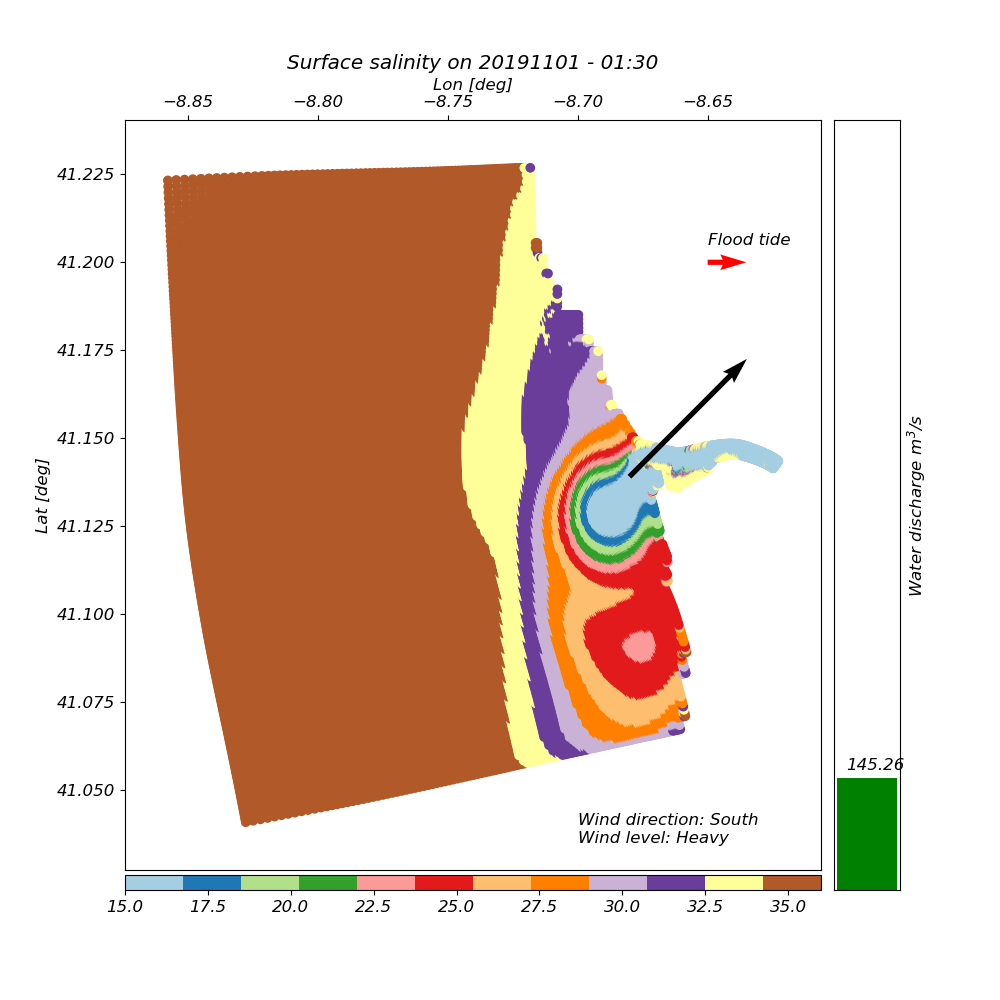 Surface salinity on 20191101 - 01:30
Lon [deg]
−8.85 −8.80 −8.75 −8.70 −8.65
41.225
41.200
41.175
41.150
41.125
41.100
41.075
41.050
Lat [deg]
Flood tide
Water discharge m³/s
145.26
Wind direction: South
Wind level: Heavy
15.0 17.5 20.0 22.5 25.0 27.5 30.0 32.5 35.0